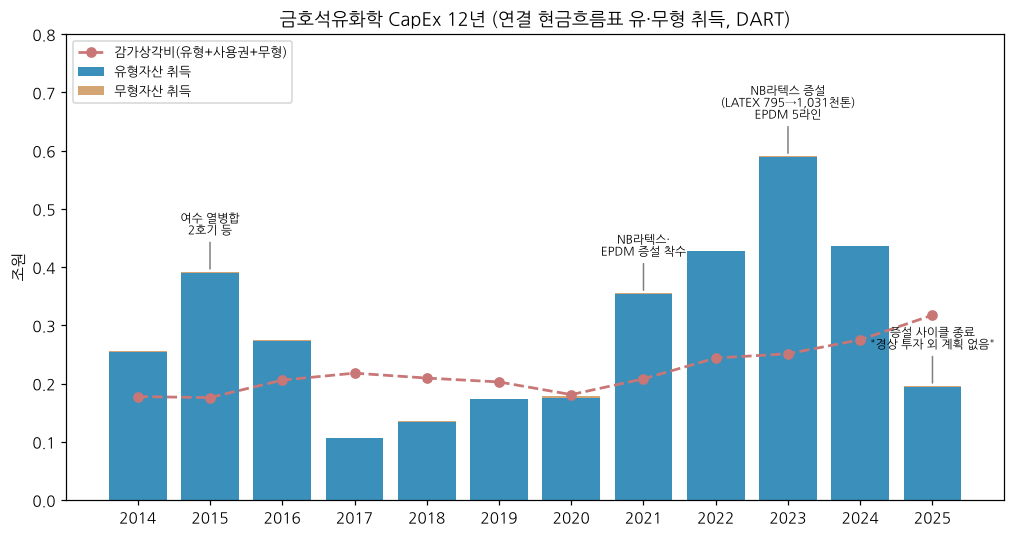 금호석유화학 CapEx 12년 (연결 현금흐름표 유·무형 취득, DART)
조원
0.8
0.7
0.6
0.5
0.4
0.3
0.2
0.1
0.0
감가상각비(유형+사용권+무형)
유형자산 취득
무형자산 취득
여수 열병합
2호기 등
NB라텍스·
EPDM 증설 착수
NB라텍스 증설
(LATEX 795→1,031천톤)
EPDM 5라인
증설 사이클 종료
"경상 투자 외 계획 없음"
2014
2015
2016
2017
2018
2019
2020
2021
2022
2023
2024
2025